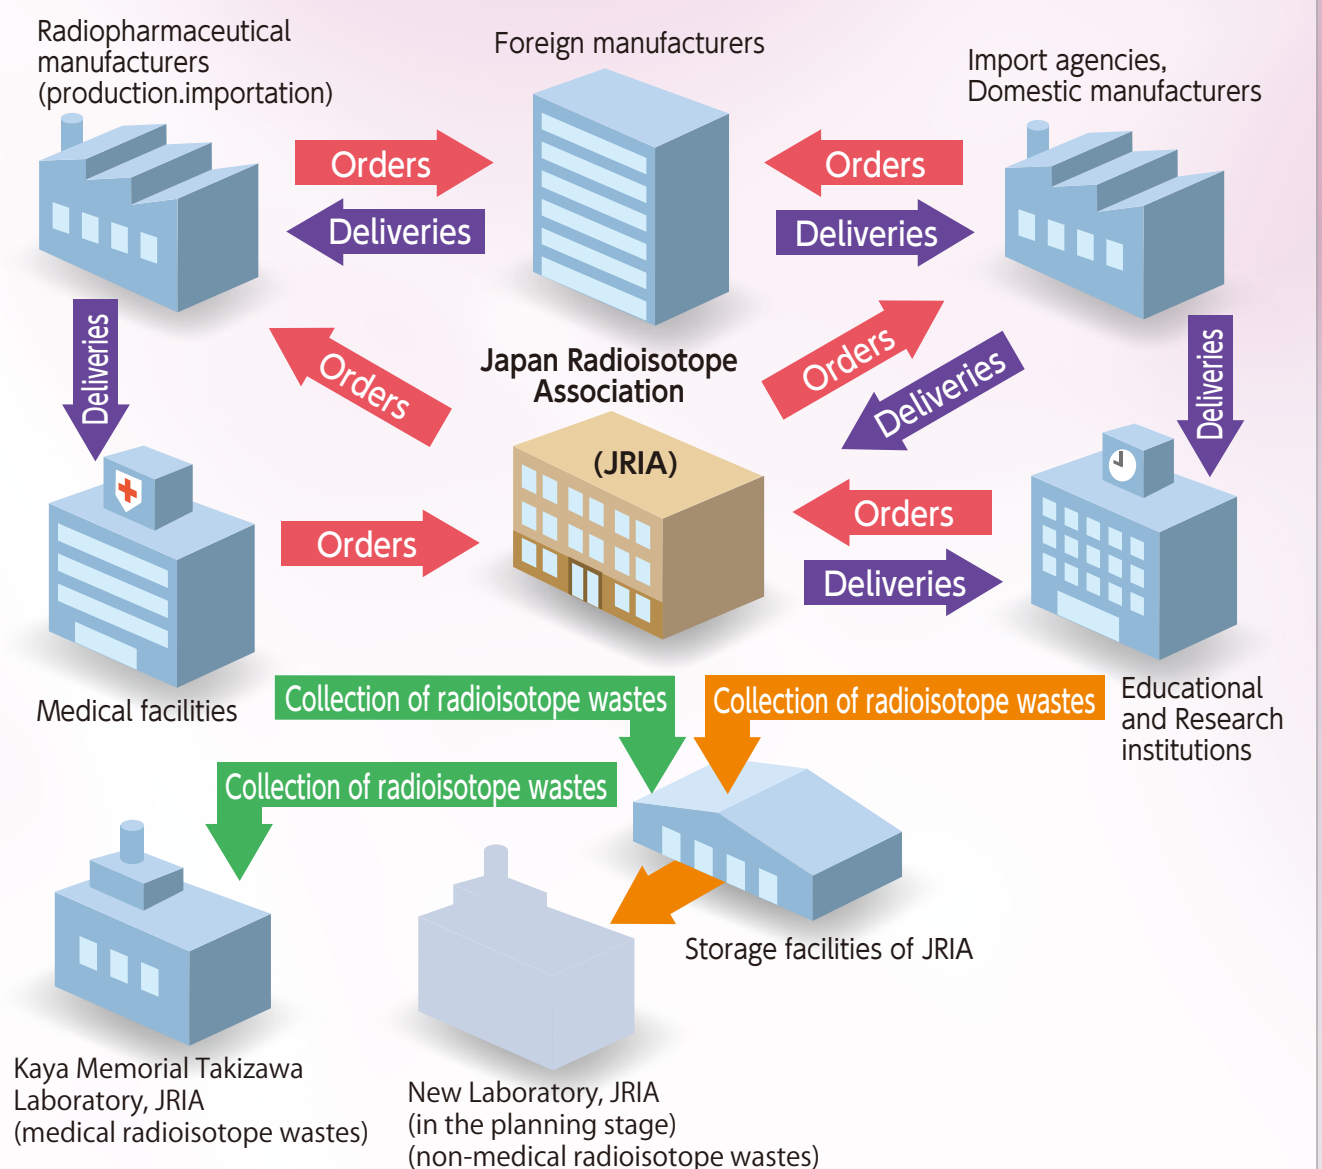 Radiopharmaceutical
manufacturers
(production.importation)
Foreign manufacturers
Import agencies,
Domestic manufacturers
Orders
Deliveries
Orders
Deliveries
Deliveries
Orders
Japan Radioisotope
Association
(JRIA)
Orders
Deliveries
Deliveries
Orders
Orders
Deliveries
Medical facilities
Educational
and Research
institutions
Collection of radioisotope wastes
Collection of radioisotope wastes
Collection of radioisotope wastes
Storage facilities of JRIA
Kaya Memorial Takizawa
Laboratory, JRIA
(medical radioisotope wastes)
New Laboratory, JRIA
(in the planning stage)
(non-medical radioisotope wastes)